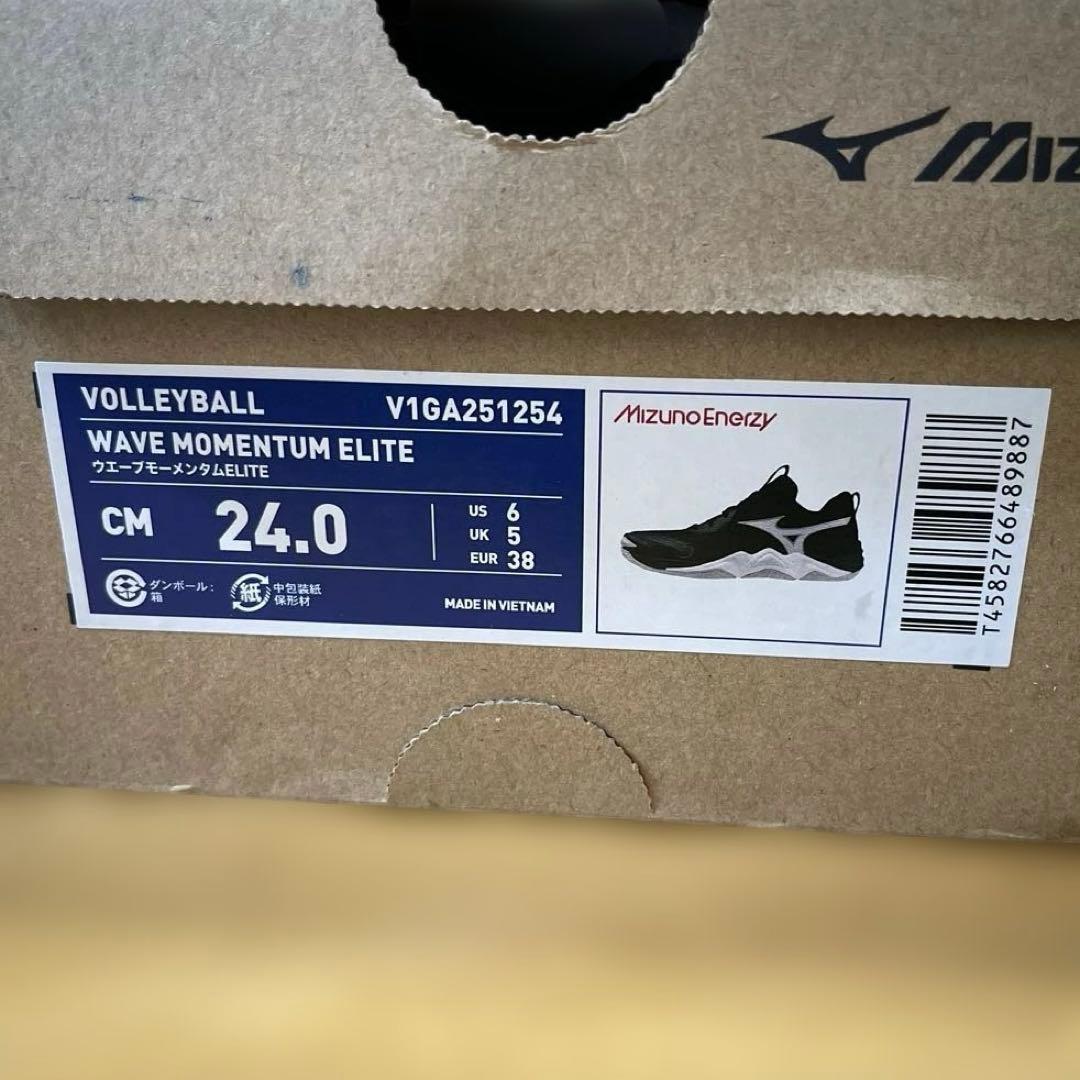 MIZ
VOLLEYBALL V1GA251254
WAVE MOMENTUM ELITE
ウエーブモーメンタムELITE
CM 24.0
US 6
UK 5
EUR 38
ダンボール:
箱
紙
中包装紙
保形材
MADE IN VIETNAM
MizunoEnerzy
T4582766489887